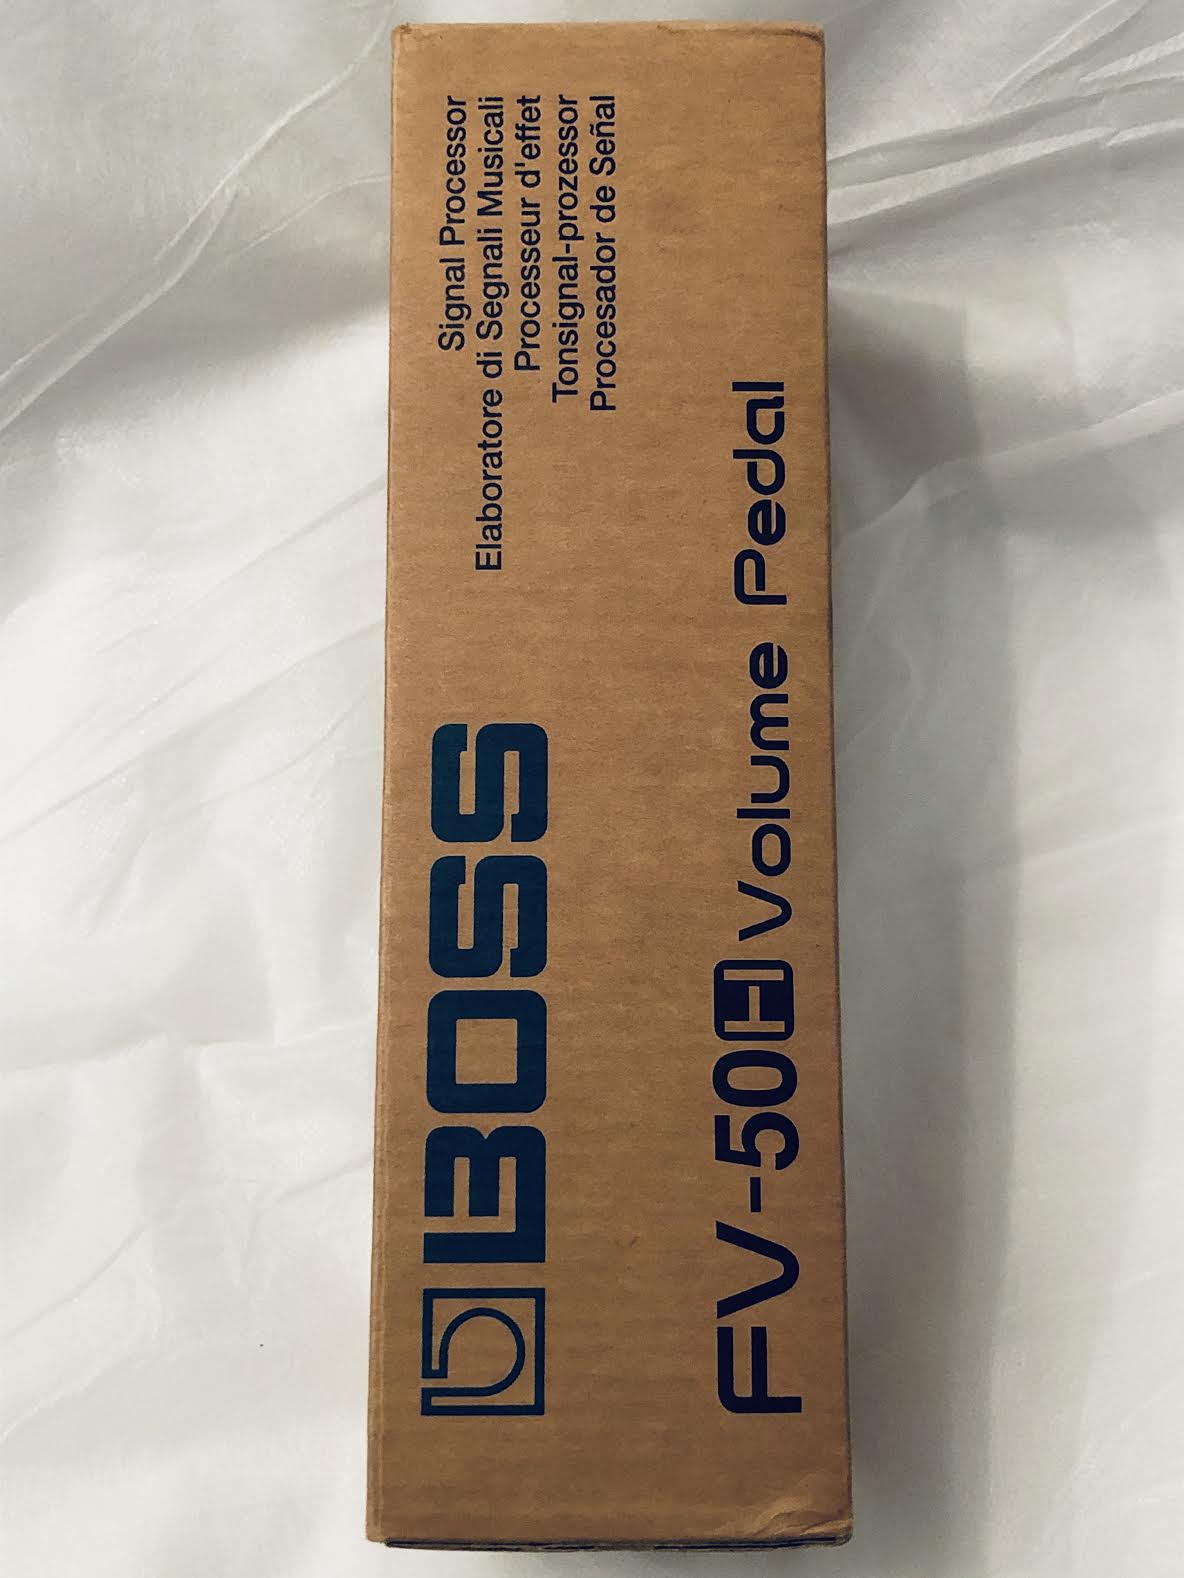 BOSS
Signal Processor
Elaboratore di Segnali Musicali
Processeur d'effet
Tonsignal-prozessor
Procesador de Señal
FV-50H Volume Pedal